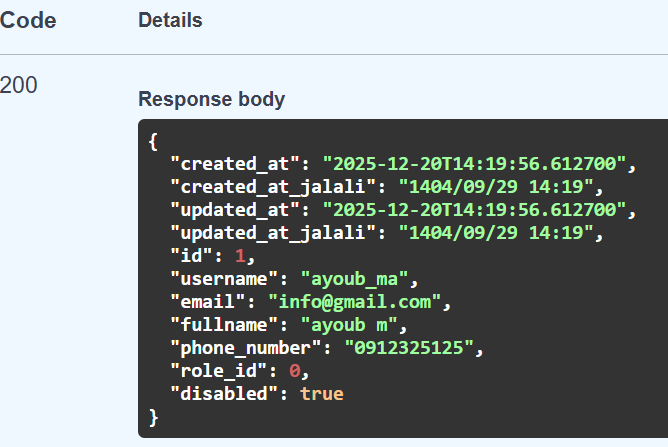 Code Details
200
Response body
{
  "created_at": "2025-12-20T14:19:56.612700",
  "created_at_jalali": "1404/09/29 14:19",
  "updated_at": "2025-12-20T14:19:56.612700",
  "updated_at_jalali": "1404/09/29 14:19",
  "id": 1,
  "username": "ayoub_ma",
  "email": "info@gmail.com",
  "fullname": "ayoub m",
  "phone_number": "0912325125",
  "role_id": 0,
  "disabled": true
}